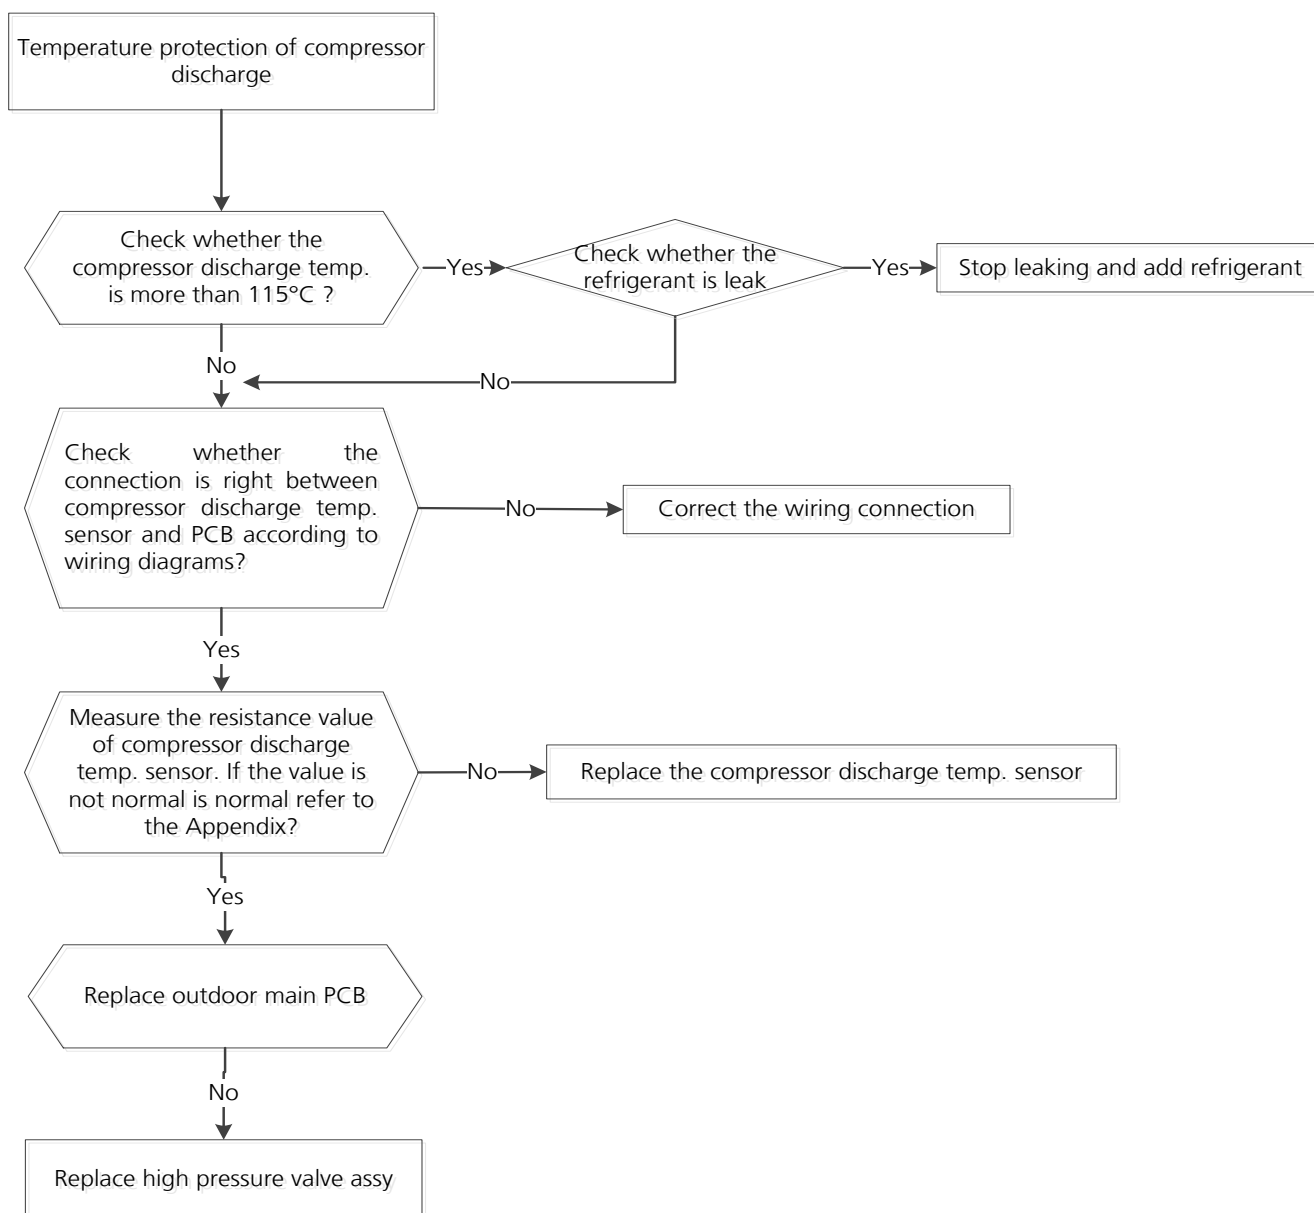 Temperature protection of compressor
discharge
Check whether the
compressor discharge temp.
is more than 115°C ?
Yes
Check whether the
refrigerant is leak
Yes
Stop leaking and add refrigerant
No
No
Check whether the
connection is right between
compressor discharge temp.
sensor and PCB according to
wiring diagrams?
No
Correct the wiring connection
Yes
Measure the resistance value
of compressor discharge
temp. sensor. If the value is
not normal is normal refer to
the Appendix?
No
Replace the compressor discharge temp. sensor
Yes
Replace outdoor main PCB
No
Replace high pressure valve assy